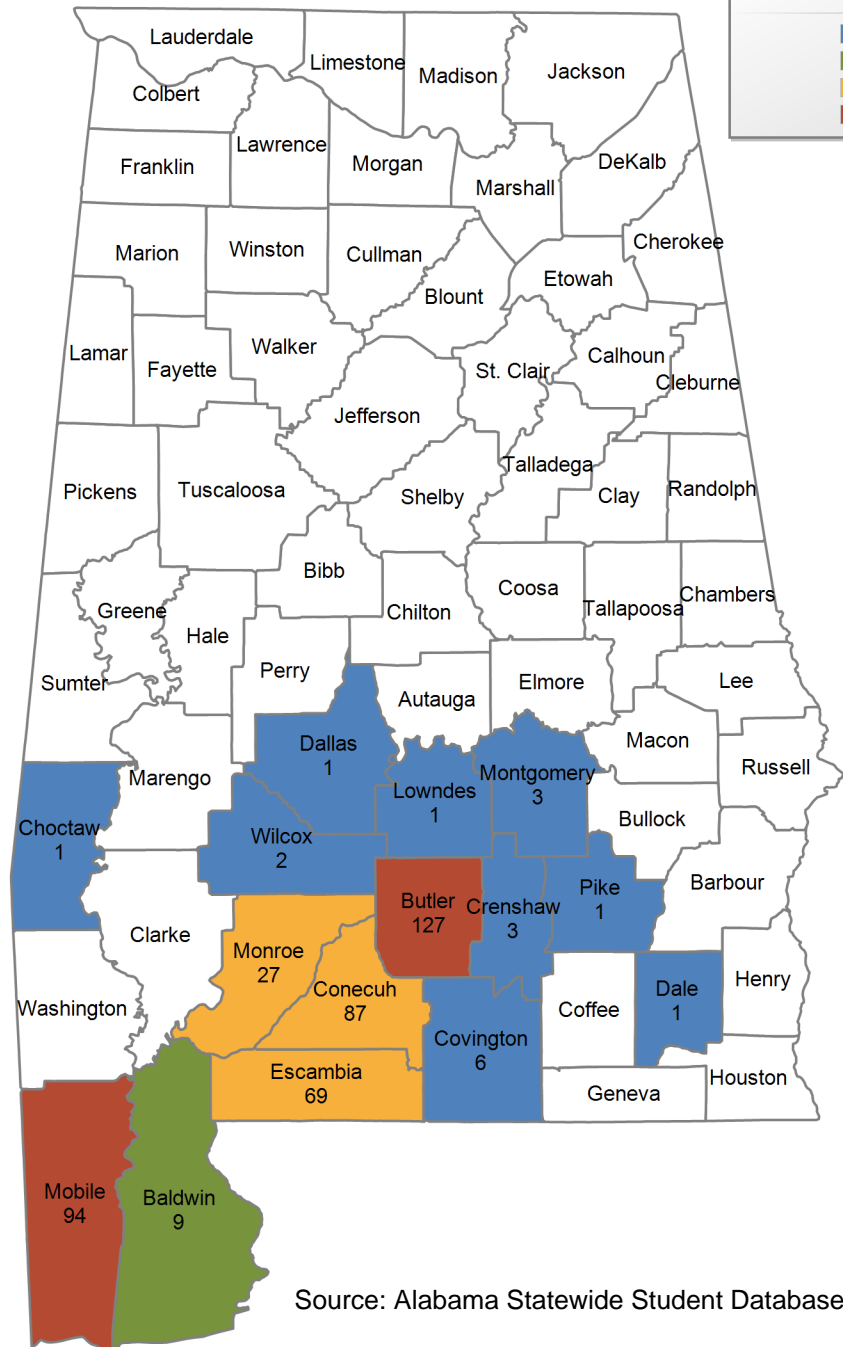 Lauderdale
Limestone
Madison
Jackson
Colbert
Lawrence
Franklin
Morgan
DeKalb
Marshall
Marion
Winston
Cullman
Cherokee
Blount
Etowah
Lamar
Fayette
Walker
St. Clair
Calhoun
Cleburne
Jefferson
Talladega
Pickens
Tuscaloosa
Shelby
Clay
Randolph
Bibb
Coosa
Greene
Hale
Chilton
Tallapoosa
Chambers
Perry
Sumter
Autauga
Elmore
Lee
Dallas
1
Macon
Marengo
Lowndes
1
Montgomery
3
Russell
Choctaw
1
Wilcox
2
Bullock
Barbour
Butler
127
Crenshaw
3
Pike
1
Clarke
Monroe
27
Conecuh
87
Washington
Covington
6
Coffee
Dale
1
Henry
Escambia
69
Geneva
Houston
Mobile
94
Baldwin
9
Source: Alabama Statewide Student Database